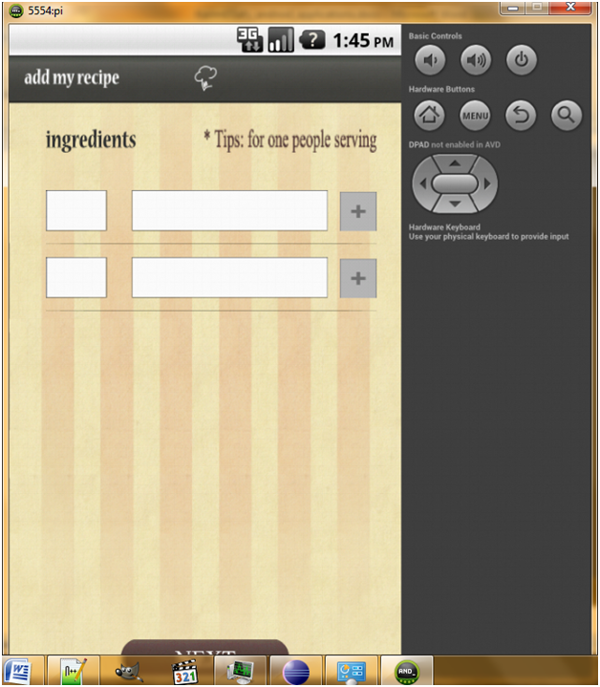 5554:pi
3G
?
1:45 PM
add my recipe
ingredients
* Tips: for one people serving
+
+
NEXT
Basic Controls
Hardware Buttons
MENU
DPAD not enabled in AVD
Hardware Keyboard
Use your physical keyboard to provide input
W
n++
321
AND_